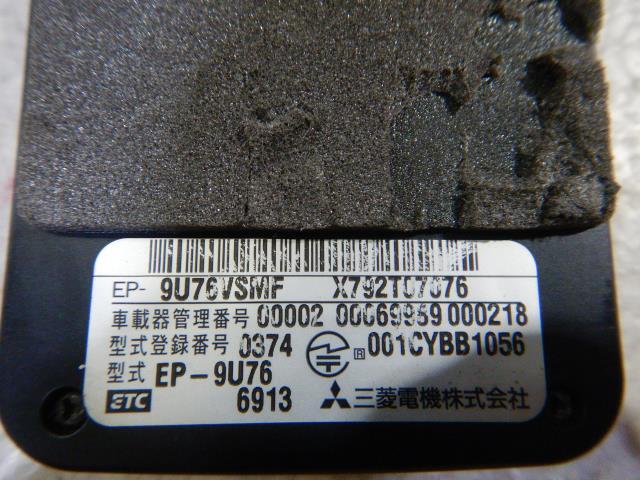 EP- 9U76VSMF X792T07076
車載器管理番号 00002 00069959 000218
型式登録番号 0374 R 001CYBB1056
型式 EP-9U76
ETC 6913 三菱電機株式会社